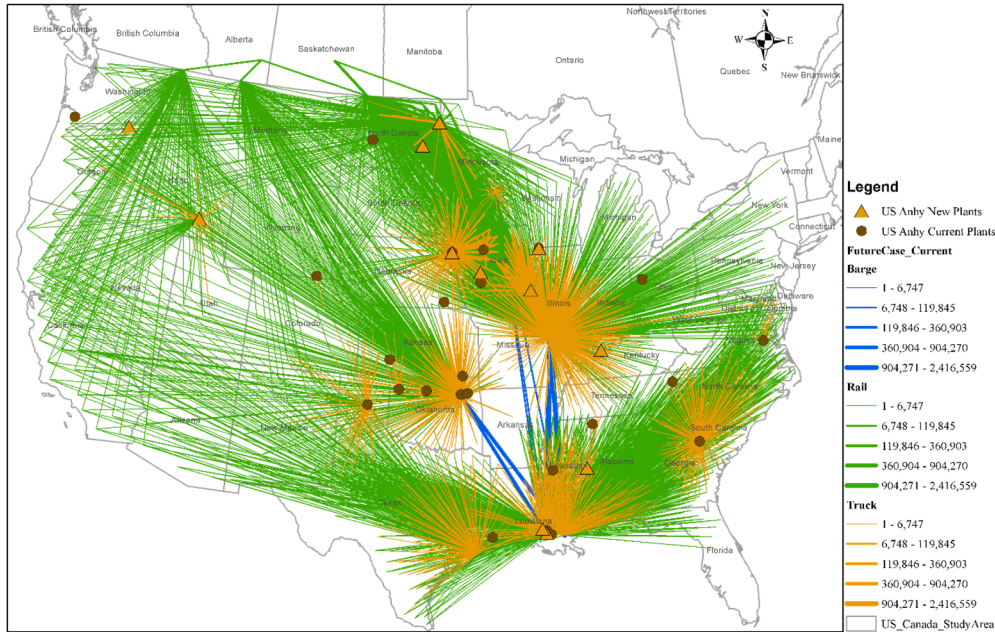 Northwest Territories
British Columbia
British Columbia
Alberta
Saskatchewan
Manitoba
Ontario
Quebec
New Brunswick
N
W
E
S
Washington
Montana
North Dakota
Minnesota
Michigan
Maine
Vermont
Oregon
Idaho
South Dakota
Wisconsin
Michigan
New York
Connecticut
Wyoming
Nebraska
Iowa
Pennsylvania
New Jersey
Nevada
Utah
Illinois
Indiana
Ohio
Maryland
Delaware
District of Columbia
California
Colorado
Kansas
Missouri
West Virginia
Virginia
Kentucky
Arizona
New Mexico
Oklahoma
Arkansas
Tennessee
North Carolina
South Carolina
Mississippi
Alabama
Georgia
Texas
Louisiana
Florida
Legend
US Anhy New Plants
US Anhy Current Plants
FutureCase_Current
Barge
1 - 6,747
6,748 - 119,845
119,846 - 360,903
360,904 - 904,270
904,271 - 2,416,559
Rail
1 - 6,747
6,748 - 119,845
119,846 - 360,903
360,904 - 904,270
904,271 - 2,416,559
Truck
1 - 6,747
6,748 - 119,845
119,846 - 360,903
360,904 - 904,270
904,271 - 2,416,559
US_Canada_StudyArea